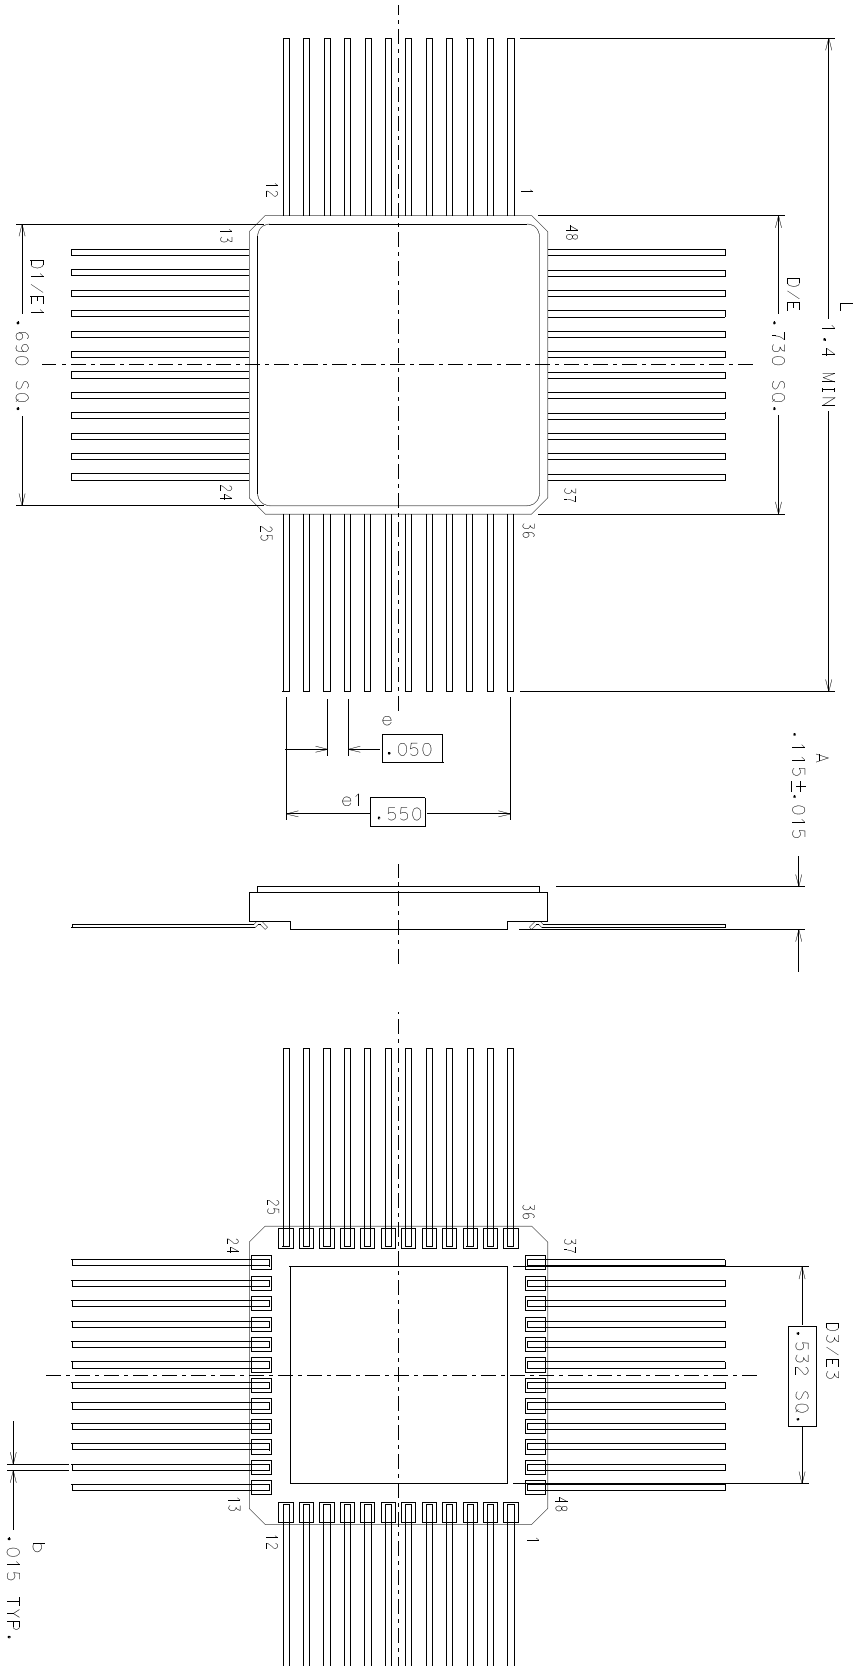 12
1
13
48
D1/E1
.690 SQ.
D/E
.730 SQ.
L
1.4 MIN
24
37
25
36
e
.050
e1
.550
A
.115±.015
25
36
24
37
D3/E3
.532 SQ.
13
48
12
1
b
.015 TYP.